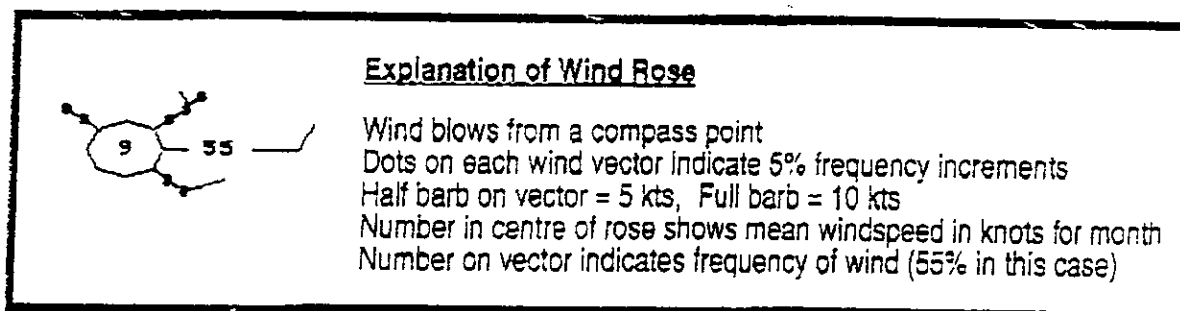 Explanation of Wind Rose
9
55
Wind blows from a compass point
Dots on each wind vector indicate 5% frequency increments
Half barb on vector = 5 kts, Full barb = 10 kts
Number in centre of rose shows mean windspeed in knots for month
Number on vector indicates frequency of wind (55% in this case)